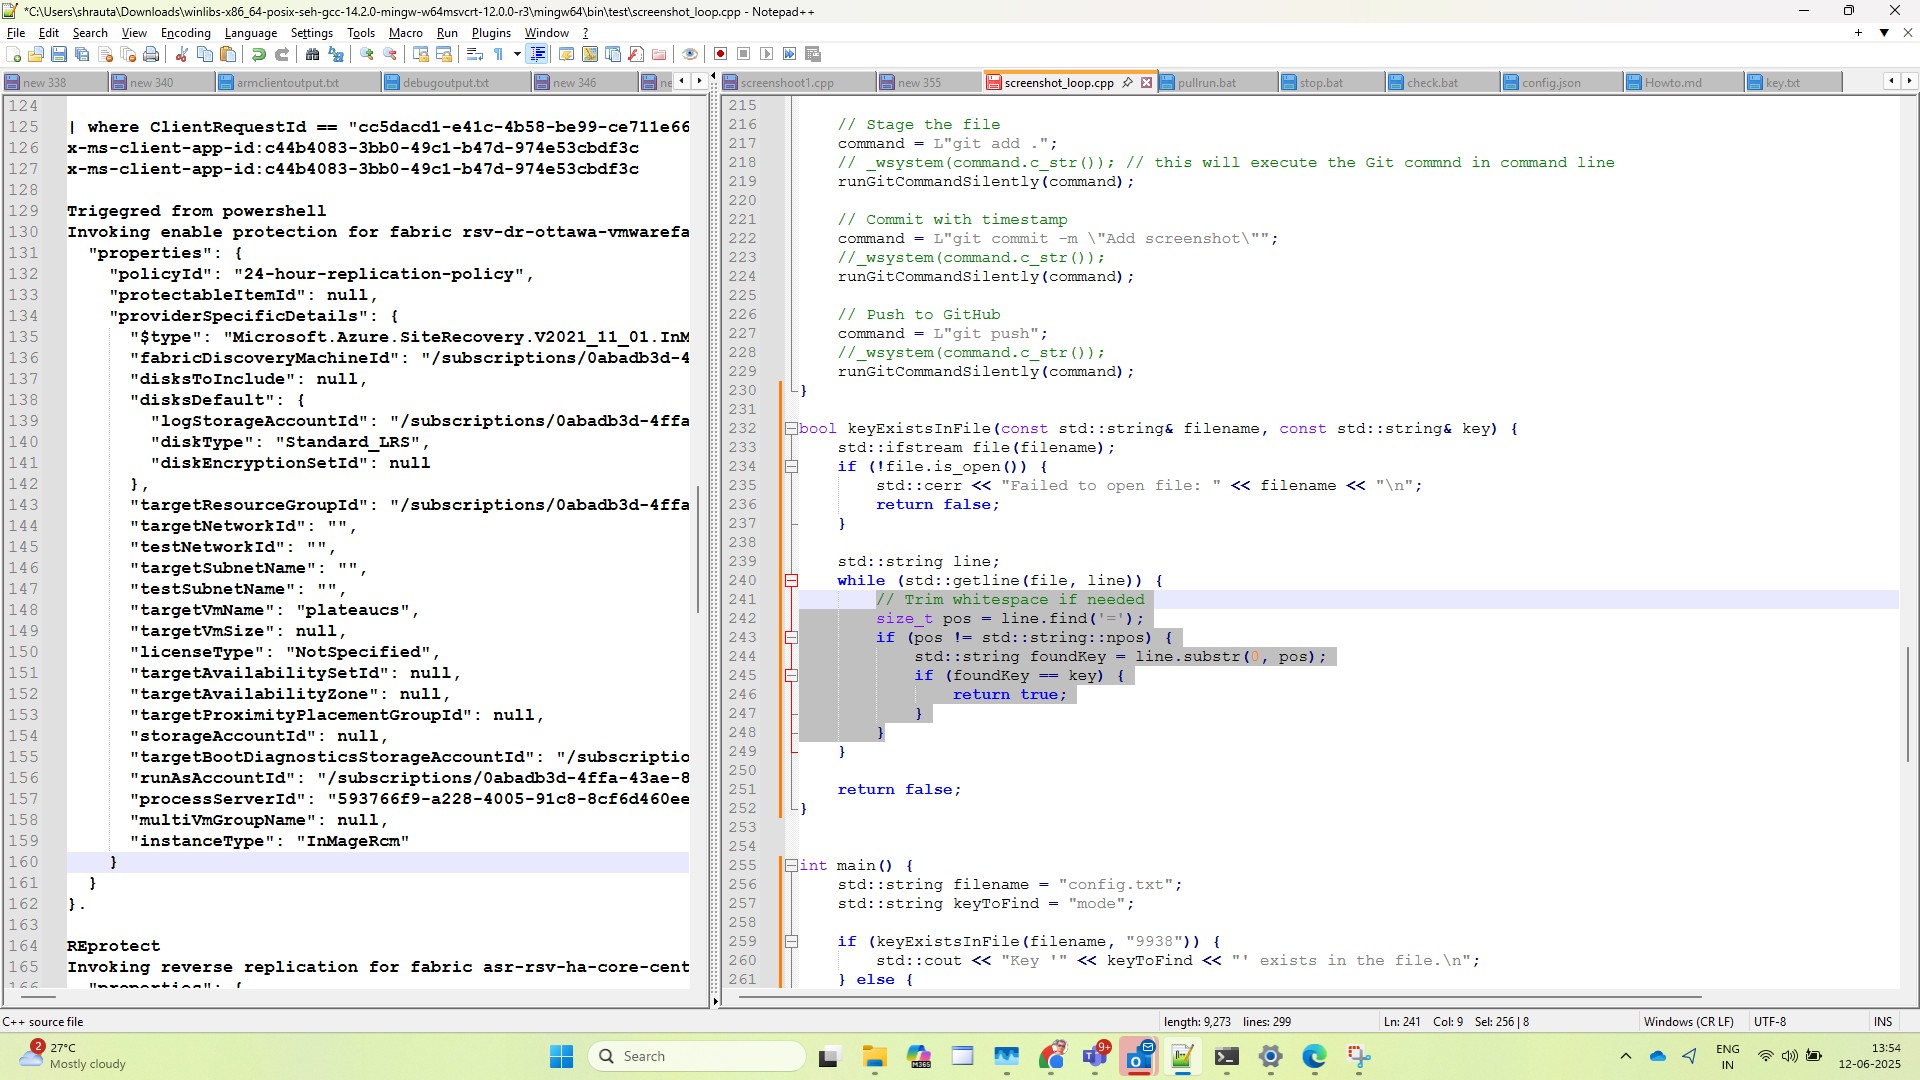 *C:\Users\shrauta\Downloads\winlibs-x86_64-posix-seh-gcc-14.2.0-mingw-w64msvcrt-12.0.0-r3\mingw64\bin\test\screenshot_loop.cpp - Notepad++
File Edit Search View Encoding Language Settings Tools Macro Run Plugins Window ?
new 338 new 340 armclientoutput.txt debugoutput.txt new 346 ne
124
125 | where ClientRequestId == "cc5dacd1-e41c-4b58-be99-ce711e66
126 x-ms-client-app-id:c44b4083-3bb0-49c1-b47d-974e53cbdf3c
127 x-ms-client-app-id:c44b4083-3bb0-49c1-b47d-974e53cbdf3c
128
129 Trigegred from powershell
130 Invoking enable protection for fabric rsv-dr-ottawa-vmwarefa
131 "properties": {
132 "policyId": "24-hour-replication-policy",
133 "protectableItemId": null,
134 "providerSpecificDetails": {
135 "$type": "Microsoft.Azure.SiteRecovery.V2021_11_01.InM
136 "fabricDiscoveryMachineId": "/subscriptions/0abadb3d-4
137 "disksToInclude": null,
138 "disksDefault": {
139 "logStorageAccountId": "/subscriptions/0abadb3d-4ffa
140 "diskType": "Standard_LRS",
141 "diskEncryptionSetId": null
142 },
143 "targetResourceGroupId": "/subscriptions/0abadb3d-4ffa
144 "targetNetworkId": "",
145 "testNetworkId": "",
146 "targetSubnetName": "",
147 "testSubnetName": "",
148 "targetVmName": "plateaucs",
149 "targetVmSize": null,
150 "licenseType": "NotSpecified",
151 "targetAvailabilitySetId": null,
152 "targetAvailabilityZone": null,
153 "targetProximityPlacementGroupId": null,
154 "storageAccountId": null,
155 "targetBootDiagnosticsStorageAccountId": "/subscriptio
156 "runAsAccountId": "/subscriptions/0abadb3d-4ffa-43ae-8
157 "processServerId": "593766f9-a228-4005-91c8-8cf6d460ee
158 "multiVmGroupName": null,
159 "instanceType": "InMageRcm"
160 }
161 }
162 }.
163
164 REprotect
165 Invoking reverse replication for fabric asr-rsv-ha-core-cent
166 "properties": {
screenshoot1.cpp new 355 screenshot_loop.cpp pullrun.bat stop.bat check.bat config.json Howto.md key.txt
215
216 // Stage the file
217 command = L"git add .";
218 // _wsystem(command.c_str()); // this will execute the Git commnd in command line
219 runGitCommandSilently(command);
220
221 // Commit with timestamp
222 command = L"git commit -m \"Add screenshot\"";
223 //_wsystem(command.c_str());
224 runGitCommandSilently(command);
225
226 // Push to GitHub
227 command = L"git push";
228 //_wsystem(command.c_str());
229 runGitCommandSilently(command);
230 }
231
232 bool keyExistsInFile(const std::string& filename, const std::string& key) {
233 std::ifstream file(filename);
234 if (!file.is_open()) {
235 std::cerr << "Failed to open file: " << filename << "\n";
236 return false;
237 }
238
239 std::string line;
240 while (std::getline(file, line)) {
241 // Trim whitespace if needed
242 size_t pos = line.find('=');
243 if (pos != std::string::npos) {
244 std::string foundKey = line.substr(0, pos);
245 if (foundKey == key) {
246 return true;
247 }
248 }
249 }
250
251 return false;
252 }
253
254
255 int main() {
256 std::string filename = "config.txt";
257 std::string keyToFind = "mode";
258
259 if (keyExistsInFile(filename, "9938")) {
260 std::cout << "Key '" << keyToFind << "' exists in the file.\n";
261 } else {
C++ source file length: 9,273 lines: 299 Ln: 241 Col: 9 Sel: 256 | 8 Windows (CR LF) UTF-8 INS
2 27°C
Mostly cloudy
Search
M365
9+
ENG
IN
13:54
12-06-2025